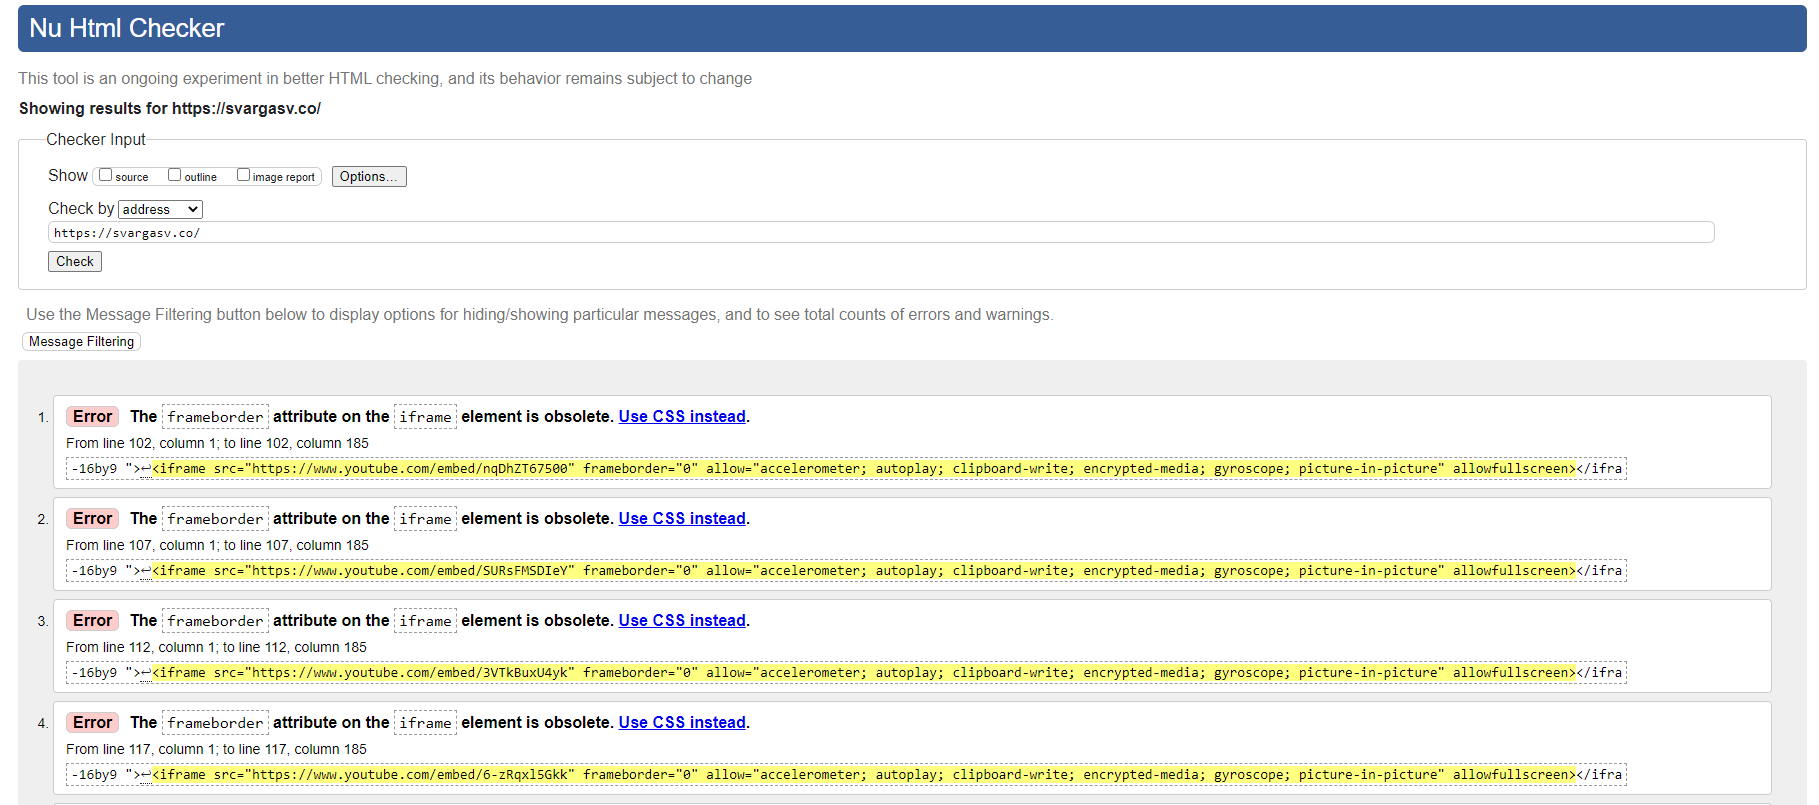 Nu Html Checker
This tool is an ongoing experiment in better HTML checking, and its behavior remains subject to change
Showing results for https://svargasv.co/
Checker Input
Show source outline image report Options...
Check by address
https://svargasv.co/
Check
Use the Message Filtering button below to display options for hiding/showing particular messages, and to see total counts of errors and warnings.
Message Filtering
1. Error The frameborder attribute on the iframe element is obsolete. Use CSS instead.
From line 102, column 1; to line 102, column 185
-16by9 ">↩<iframe src="https://www.youtube.com/embed/nqDhZT67500" frameborder="0" allow="accelerometer; autoplay; clipboard-write; encrypted-media; gyroscope; picture-in-picture" allowfullscreen></ifra
2. Error The frameborder attribute on the iframe element is obsolete. Use CSS instead.
From line 107, column 1; to line 107, column 185
-16by9 ">↩<iframe src="https://www.youtube.com/embed/SURsFMSDIeY" frameborder="0" allow="accelerometer; autoplay; clipboard-write; encrypted-media; gyroscope; picture-in-picture" allowfullscreen></ifra
3. Error The frameborder attribute on the iframe element is obsolete. Use CSS instead.
From line 112, column 1; to line 112, column 185
-16by9 ">↩<iframe src="https://www.youtube.com/embed/3VTkBuxU4yk" frameborder="0" allow="accelerometer; autoplay; clipboard-write; encrypted-media; gyroscope; picture-in-picture" allowfullscreen></ifra
4. Error The frameborder attribute on the iframe element is obsolete. Use CSS instead.
From line 117, column 1; to line 117, column 185
-16by9 ">↩<iframe src="https://www.youtube.com/embed/6-zRqxl5Gkk" frameborder="0" allow="accelerometer; autoplay; clipboard-write; encrypted-media; gyroscope; picture-in-picture" allowfullscreen></ifra